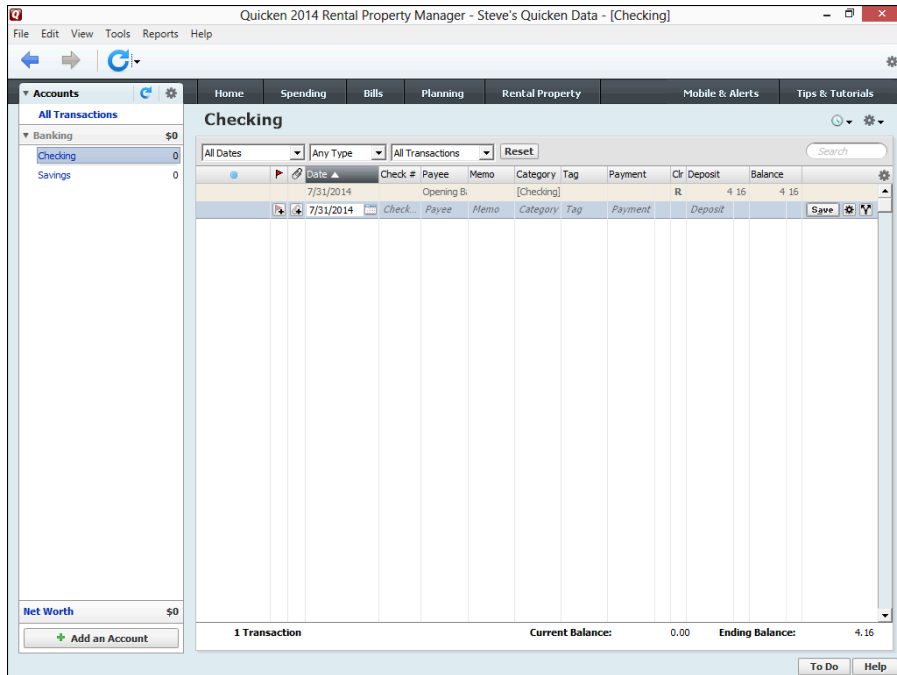 Quicken 2014 Rental Property Manager - Steve's Quicken Data - [Checking]
File Edit View Tools Reports Help
Accounts
Home Spending Bills Planning Rental Property Mobile & Alerts Tips & Tutorials
All Transactions
Banking $0
Checking 0
Savings 0
Checking
All Dates Any Type All Transactions Reset Search
Date Check # Payee Memo Category Tag Payment Clr Deposit Balance
7/31/2014 Opening Ba [Checking] R 4 16 4 16
7/31/2014 Check... Payee Memo Category Tag Payment Deposit Save
Net Worth $0
Add an Account
1 Transaction Current Balance: 0.00 Ending Balance: 4.16
To Do Help